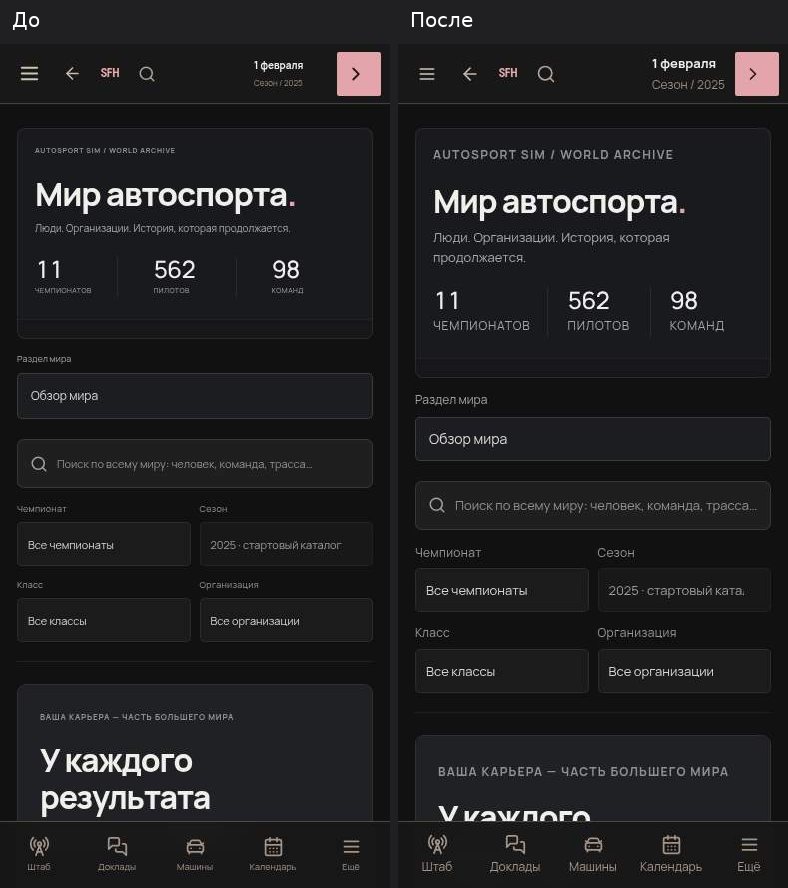 До
SFH
1 февраля
Сезон / 2025
AUTOSPORT SIM / WORLD ARCHIVE
Мир автоспорта.
Люди. Организации. История, которая продолжается.
11 562 98
ЧЕМПИОНАТОВ ПИЛОТОВ КОМАНД
Раздел мира
Обзор мира
Поиск по всему миру: человек, команда, трасса…
Чемпионат Сезон
Все чемпионаты 2025 · стартовый каталог
Класс Организация
Все классы Все организации
ВАША КАРЬЕРА — ЧАСТЬ БОЛЬШЕГО МИРА
У каждого
результата
Штаб Доклады Машины Календарь Ещё
После
SFH
1 февраля
Сезон / 2025
AUTOSPORT SIM / WORLD ARCHIVE
Мир автоспорта.
Люди. Организации. История, которая
продолжается.
11 562 98
ЧЕМПИОНАТОВ ПИЛОТОВ КОМАНД
Раздел мира
Обзор мира
Поиск по всему миру: человек, команда, трасса…
Чемпионат Сезон
Все чемпионаты 2025 · стартовый ката
Класс Организация
Все классы Все организации
ВАША КАРЬЕРА — ЧАСТЬ БОЛЬШЕГО МИРА
У каждого
Штаб Доклады Машины Календарь Ещё